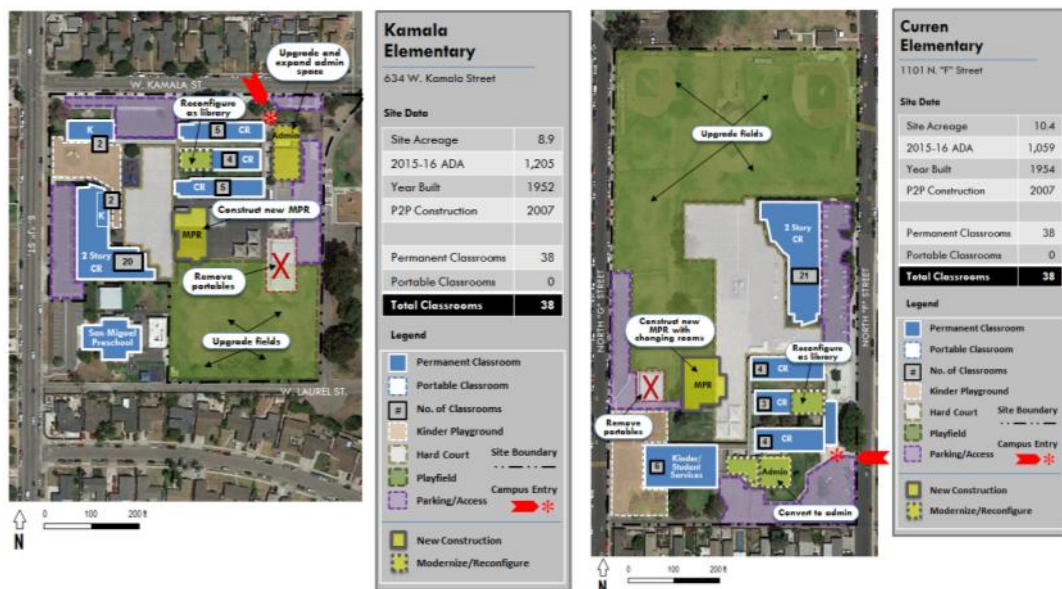 Upgrade and
expand admin
space
W. KAMALA ST.
Reconfigure
as library
K
2
5
CR
Admin
4
CR
5
CR
2
K
Construct new MPR
MPR
2 Story
CR
20
X
Remove
portables
San Miguel
Preschool
Upgrade fields
W. LAUREL ST.
N
0
100
200 ft
Kamala
Elementary
634 W. Kamala Street
Site Data
Site Acreage 8.9
2015-16 ADA 1,205
Year Built 1952
P2P Construction 2007
Permanent Classrooms 38
Portable Classrooms 0
Total Classrooms 38
Legend
Permanent Classroom
Portable Classroom
# No. of Classrooms
Kinder Playground
Hard Court
Site Boundary
Playfield
Parking/Access
Campus Entry
New Construction
Modernize/Reconfigure
Upgrade fields
2 Story
CR
21
NORTH "G" STREET
NORTH "F" STREET
Construct new
MPR with
changing rooms
Reconfigure
as library
4
CR
X
MPR
3
CR
Remove
portables
4
CR
Kinder/
Student
Services
Admin
Convert to admin
N
0
100
200 ft
Curren
Elementary
1101 N. "F" Street
Site Data
Site Acreage 10.4
2015-16 ADA 1,059
Year Built 1954
P2P Construction 2007
Permanent Classrooms 38
Portable Classrooms 0
Total Classrooms 38
Legend
Permanent Classroom
Portable Classroom
# No. of Classrooms
Kinder Playground
Hard Court
Site Boundary
Playfield
Campus Entry
Parking/Access
New Construction
Modernize/Reconfigure